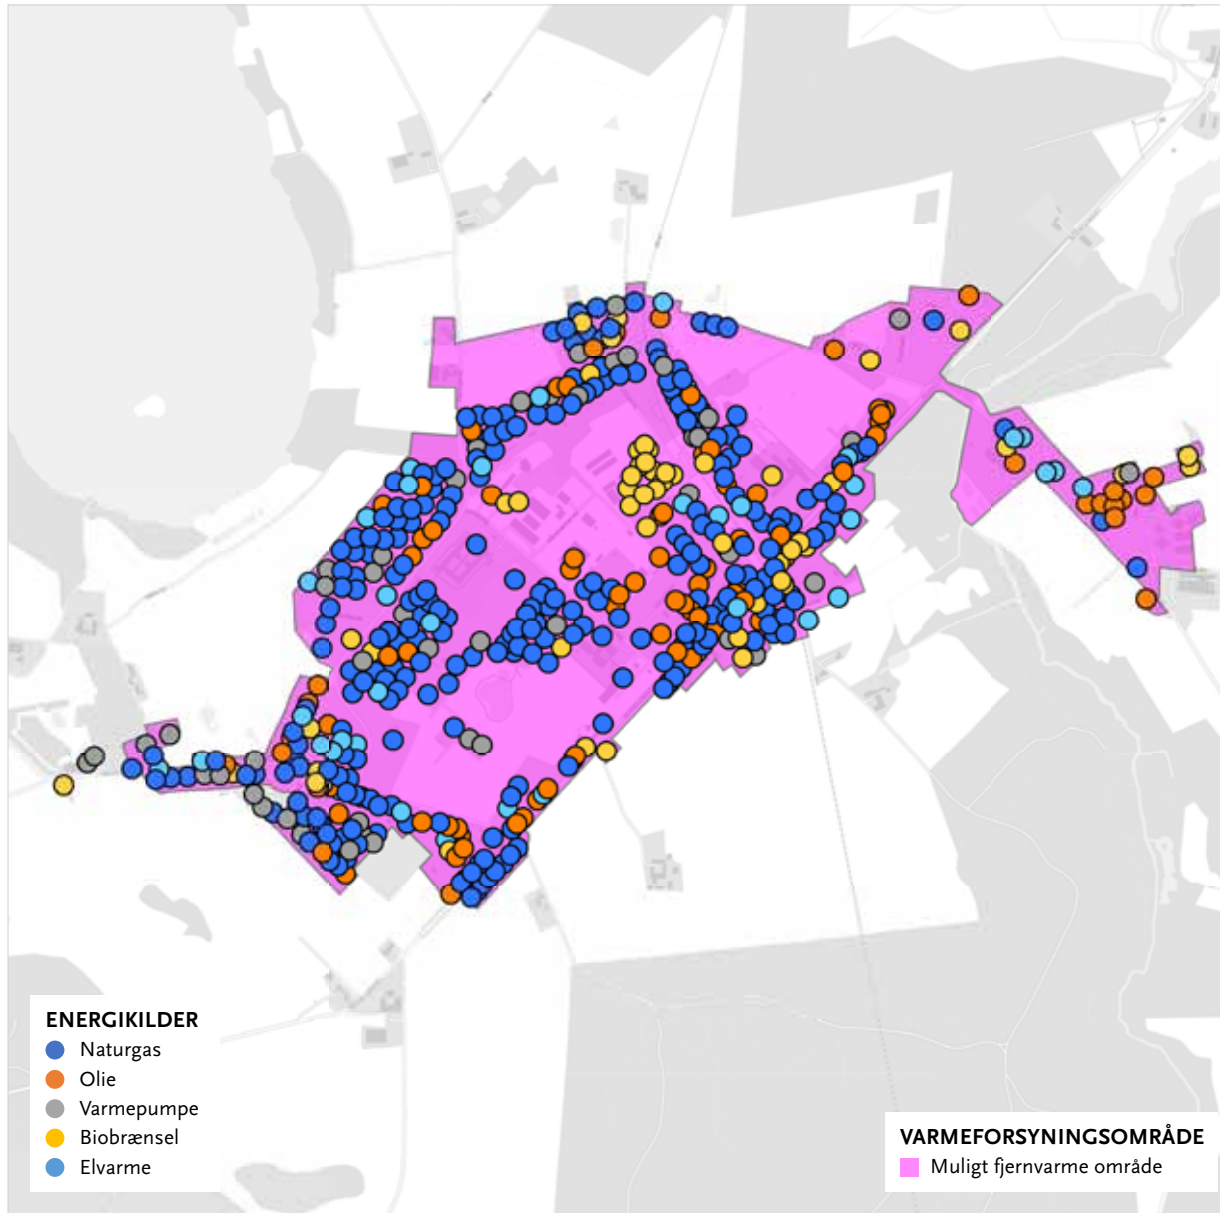 ENERGIKILDER
Naturgas
Olie
Varmepumpe
Biobrænsel
Elvarme
VARMEFORSYNINGSOMRÅDE
Muligt fjernvarme område